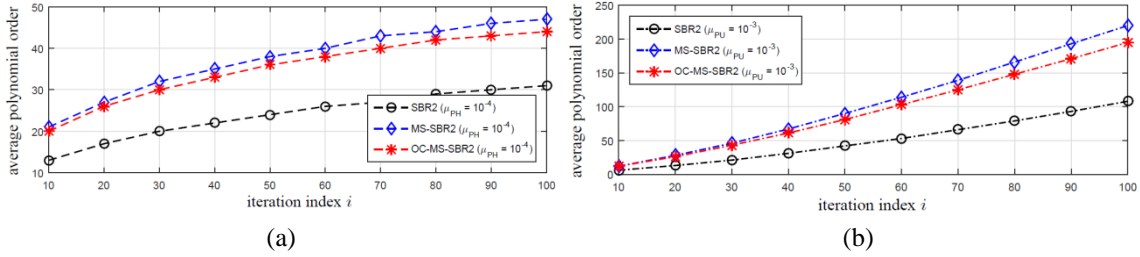 average polynomial order
50
40
30
20
10
SBR2 (μPH = 10-4)
MS-SBR2 (μPH = 10-4)
OC-MS-SBR2 (μPH = 10-4)
10 20 30 40 50 60 70 80 90 100
iteration index i
(a)
average polynomial order
250
200
150
100
50
0
SBR2 (μPU = 10-3)
MS-SBR2 (μPU = 10-3)
OC-MS-SBR2 (μPU = 10-3)
10 20 30 40 50 60 70 80 90 100
iteration index i
(b)